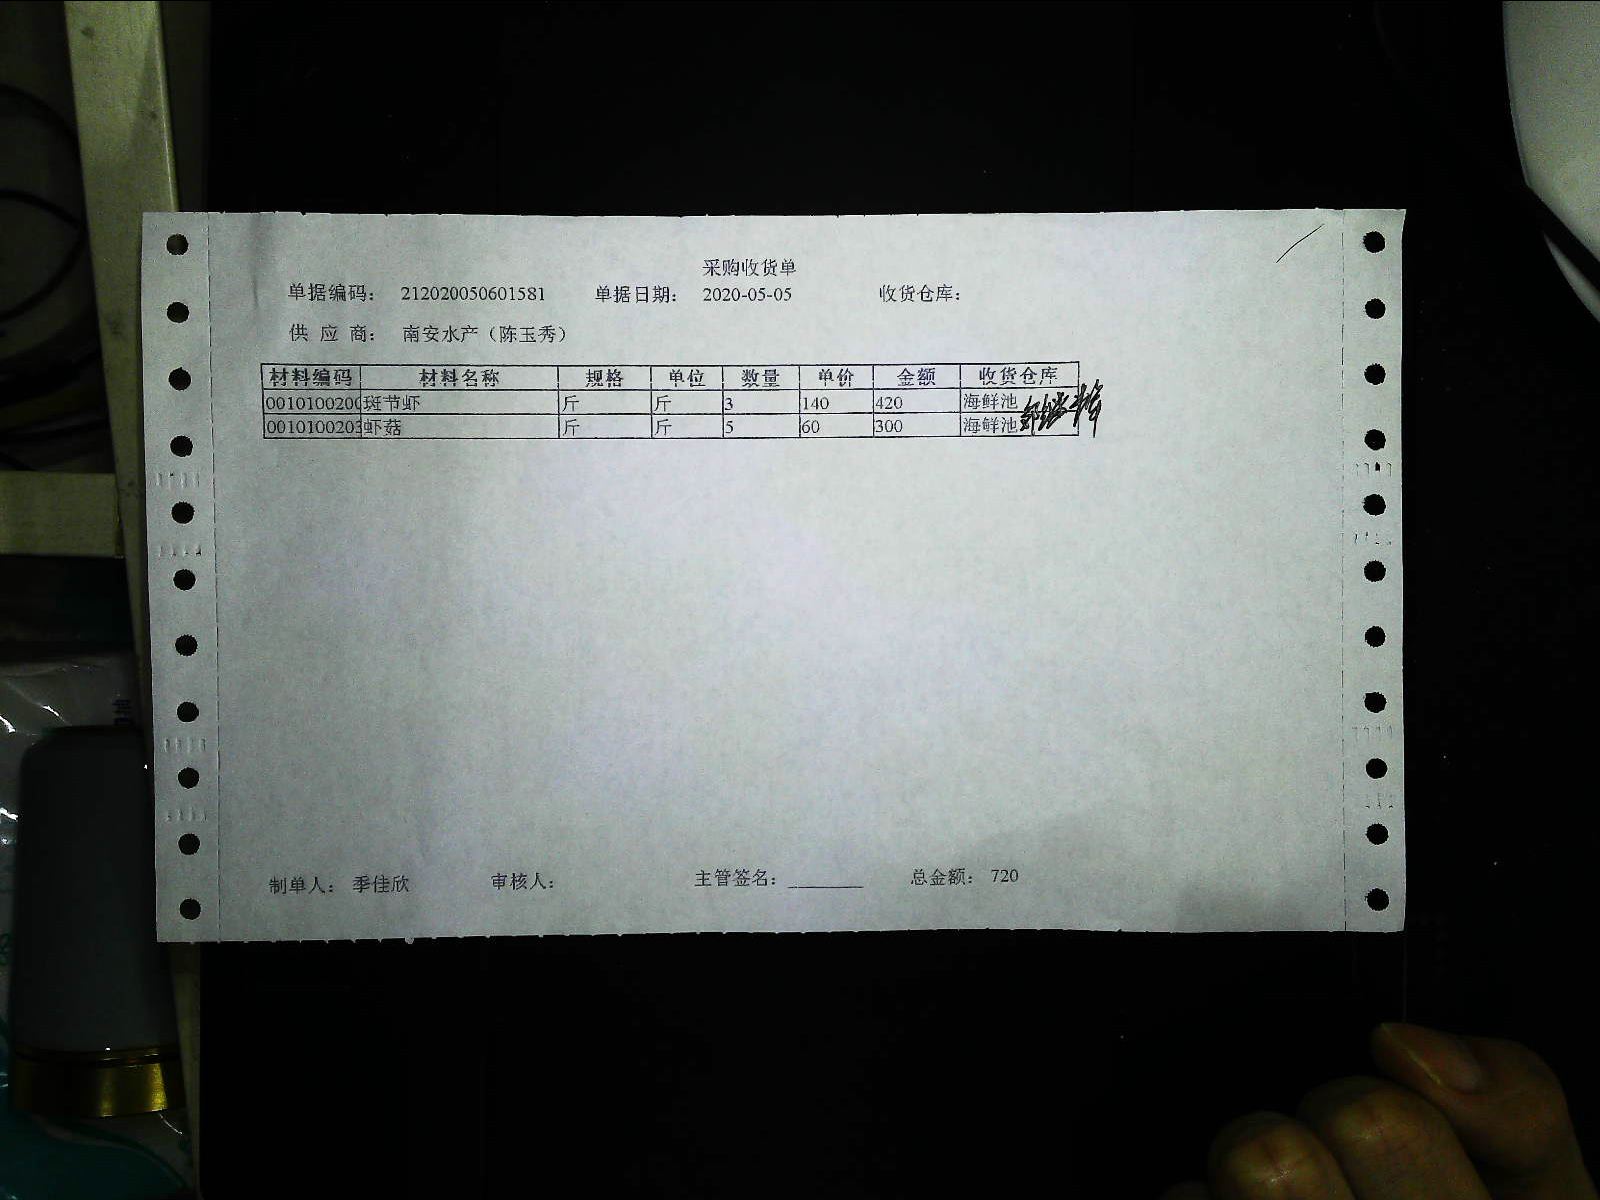 采购收货单
单据编码： 212020050601581 单据日期： 2020-05-05 收货仓库：
供 应 商： 南安水产（陈玉秀）
材料编码 材料名称 规格 单位 数量 单价 金额 收货仓库
0010100200 斑节虾 斤 斤 3 140 420 海鲜池
0010100203 虾菇 斤 斤 5 60 300 海鲜池
制单人： 季佳欣 审核人： 主管签名：________ 总金额： 720